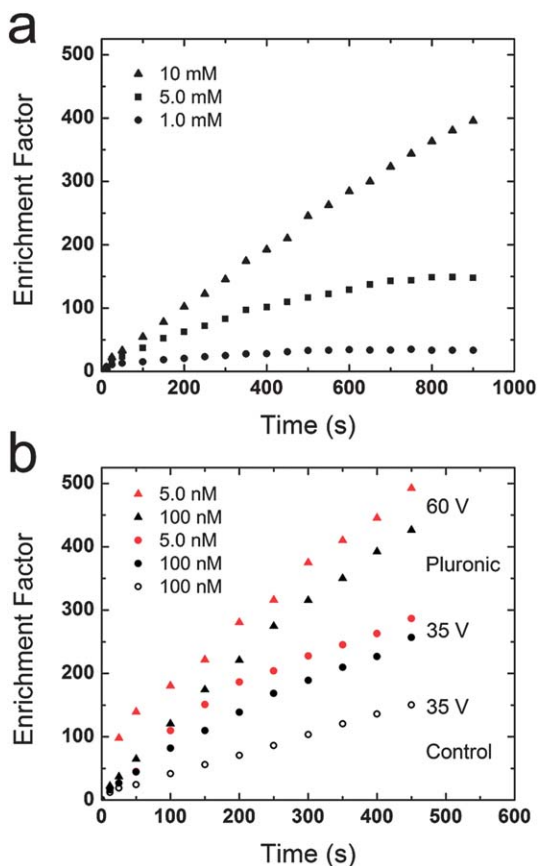 a
500
400
300
200
100
0
10 mM
5.0 mM
1.0 mM
Enrichment Factor
0 200 400 600 800 1000
Time (s)
b
500
400
300
200
100
0
5.0 nM
100 nM
5.0 nM
100 nM
100 nM
60 V
Pluronic
35 V
35 V
Control
Enrichment Factor
0 100 200 300 400 500 600
Time (s)